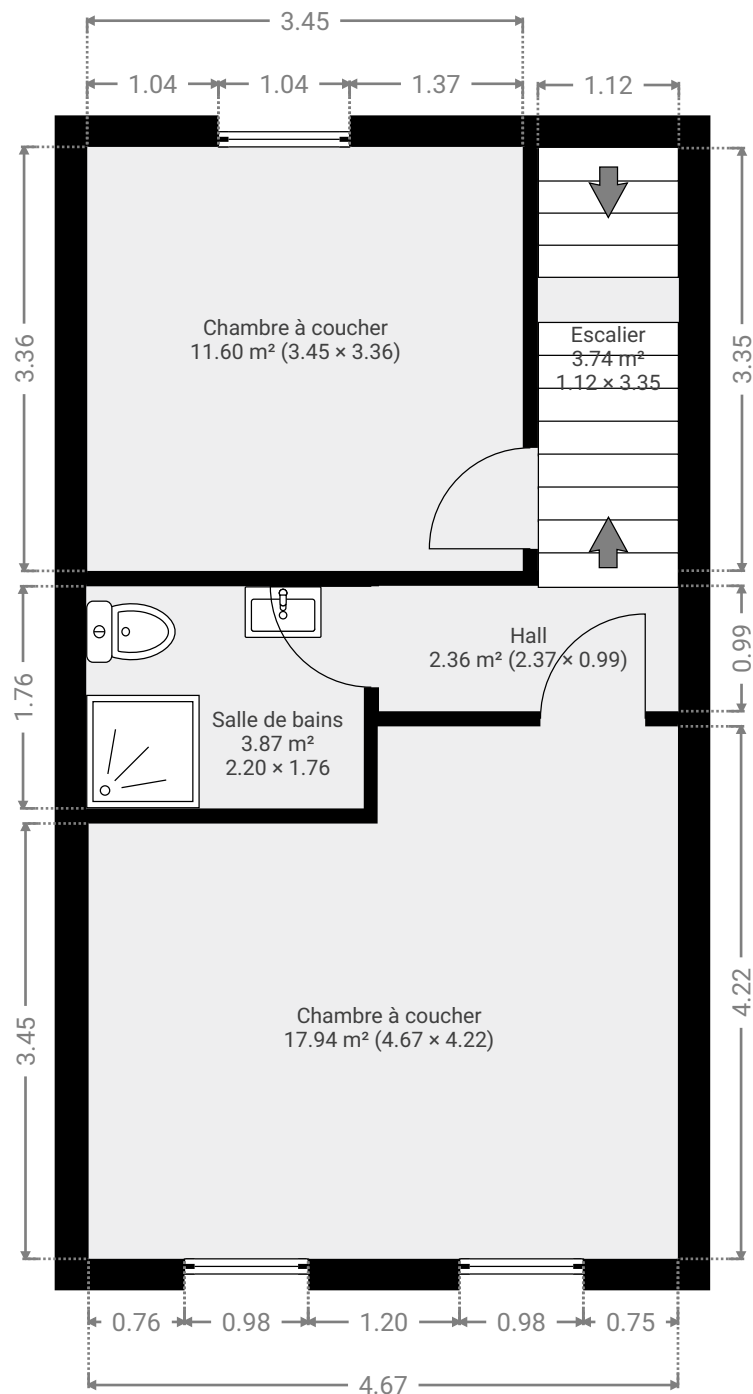 3.45
1.04
1.04
1.37
1.12
3.36
3.35
Chambre à coucher
11.60 m² (3.45 × 3.36)
Escalier
3.74 m²
1.12 × 3.35
Hall
2.36 m² (2.37 × 0.99)
0.99
1.76
Salle de bains
3.87 m²
2.20 × 1.76
4.22
3.45
Chambre à coucher
17.94 m² (4.67 × 4.22)
0.76
0.98
1.20
0.98
0.75
4.67